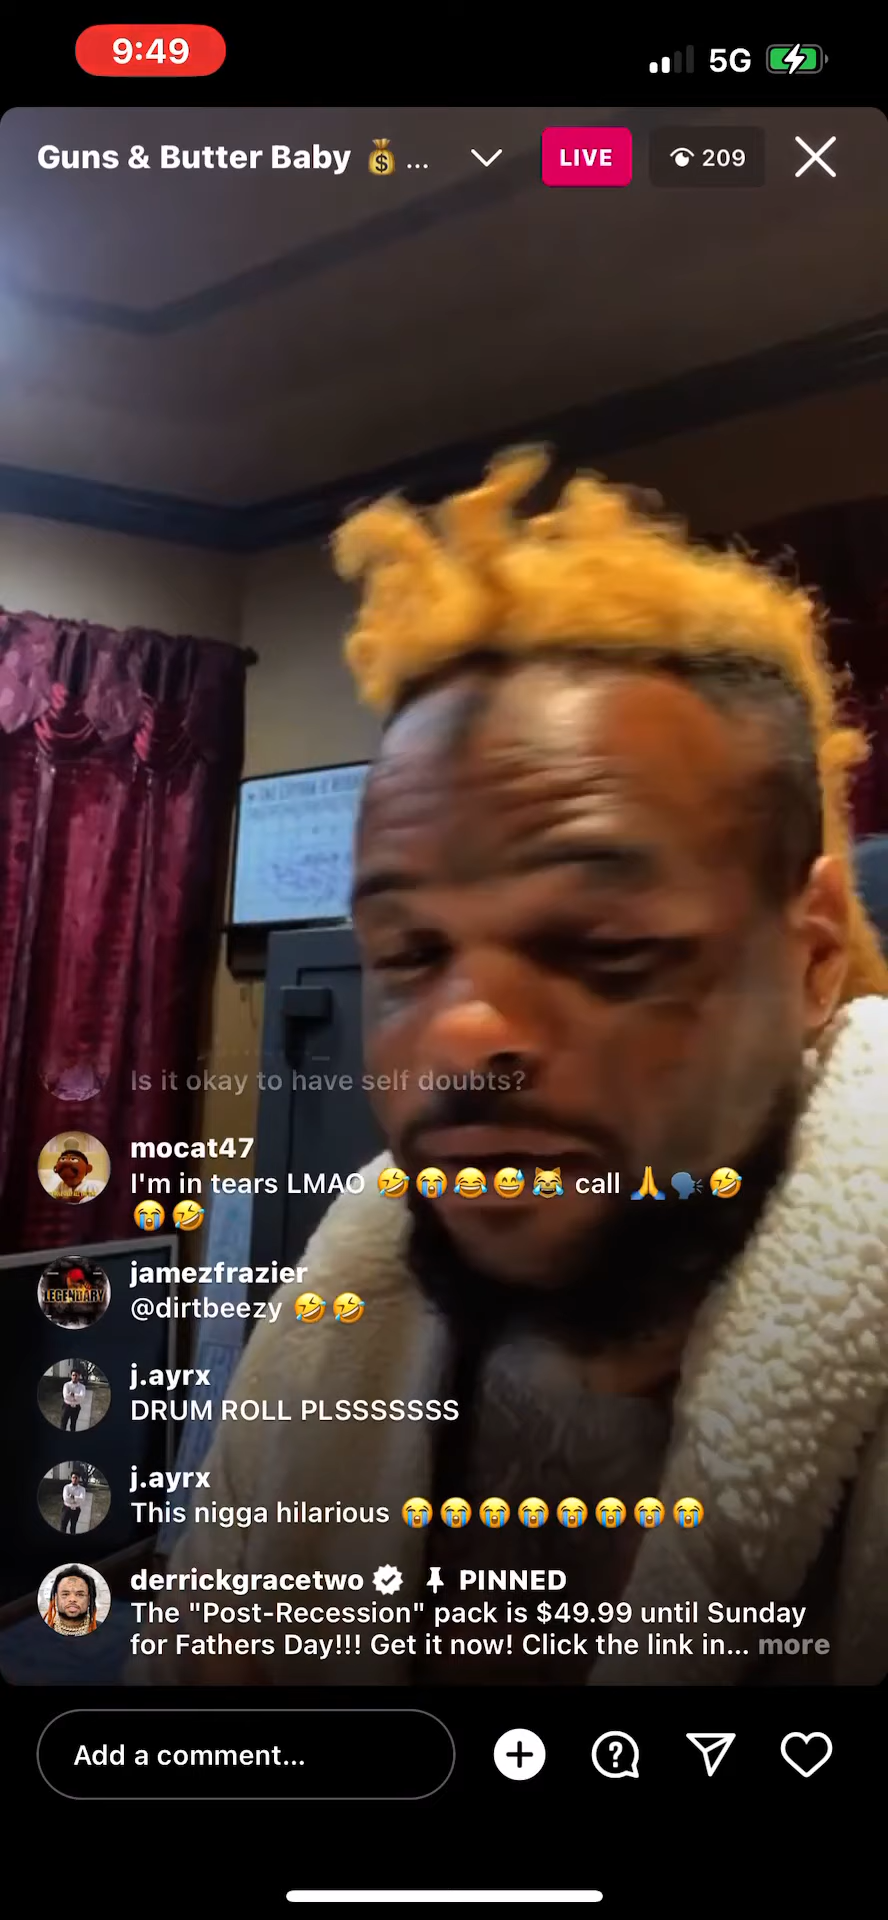 9:49
5G
Guns & Butter Baby 💰 ...
LIVE
209
Is it okay to have self doubts?
mocat47
I'm in tears LMAO 🤣😭😂😅😹 call 🙏🗣️🤣
😭🤣
LEGENDARY
jamezfrazier
@dirtbeezy 🤣🤣
j.ayrx
DRUM ROLL PLSSSSSSS
j.ayrx
This nigga hilarious 😭😭😭😭😭😭😭😭
derrickgracetwo PINNED
The "Post-Recession" pack is $49.99 until Sunday
for Fathers Day!!! Get it now! Click the link in... more
Add a comment...